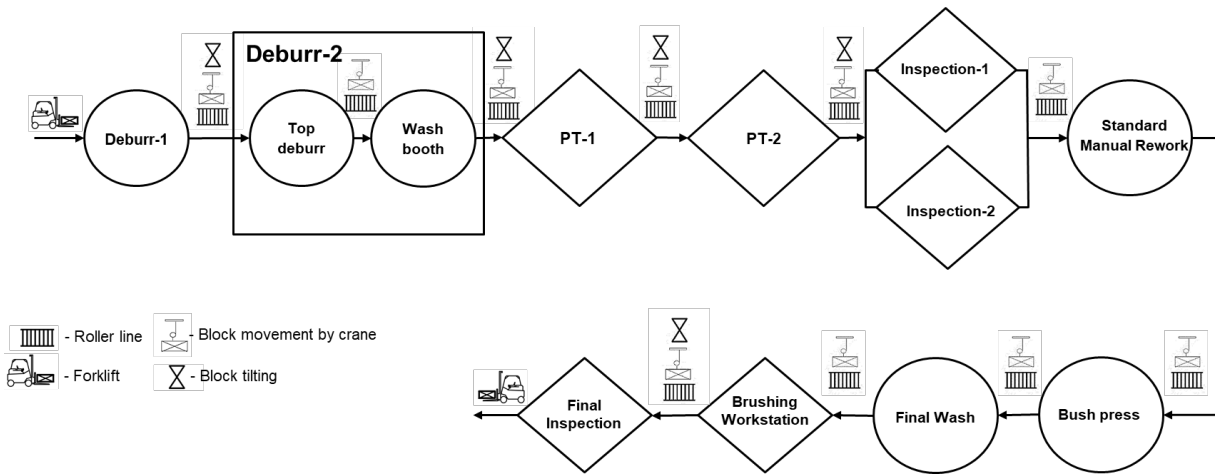 Deburr-2
Deburr-1
Top
deburr
Wash
booth
PT-1
PT-2
Inspection-1
Inspection-2
Standard
Manual Rework
- Roller line
- Block movement by crane
- Forklift
- Block tilting
Final
Inspection
Brushing
Workstation
Final Wash
Bush press